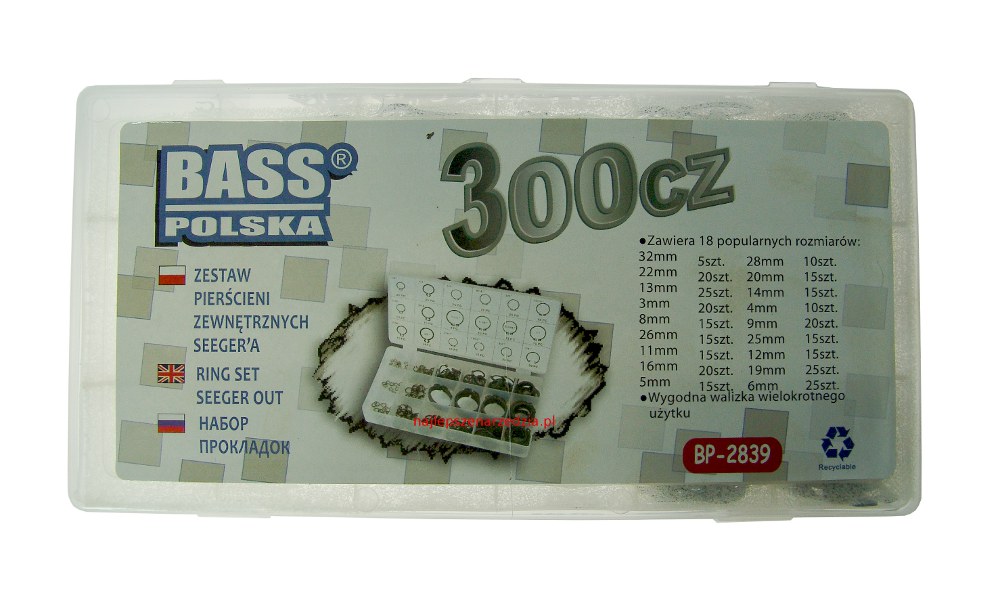 BASS®
POLSKA
300cz
ZESTAW
PIERŚCIENI
ZEWNĘTRZNYCH
SEEGER'A
RING SET
SEEGER OUT
НАБОР
ПРОКЛАДОК
najlepszenarzedzia.pl
●Zawiera 18 popularnych rozmiarów:
32mm 5szt. 28mm 10szt.
22mm 20szt. 20mm 15szt.
13mm 25szt. 14mm 15szt.
3mm 20szt. 4mm 10szt.
8mm 15szt. 9mm 20szt.
26mm 15szt. 25mm 15szt.
11mm 15szt. 12mm 15szt.
16mm 20szt. 19mm 25szt.
5mm 15szt. 6mm 25szt.
●Wygodna walizka wielokrotnego
użytku
BP-2839
Recyclable